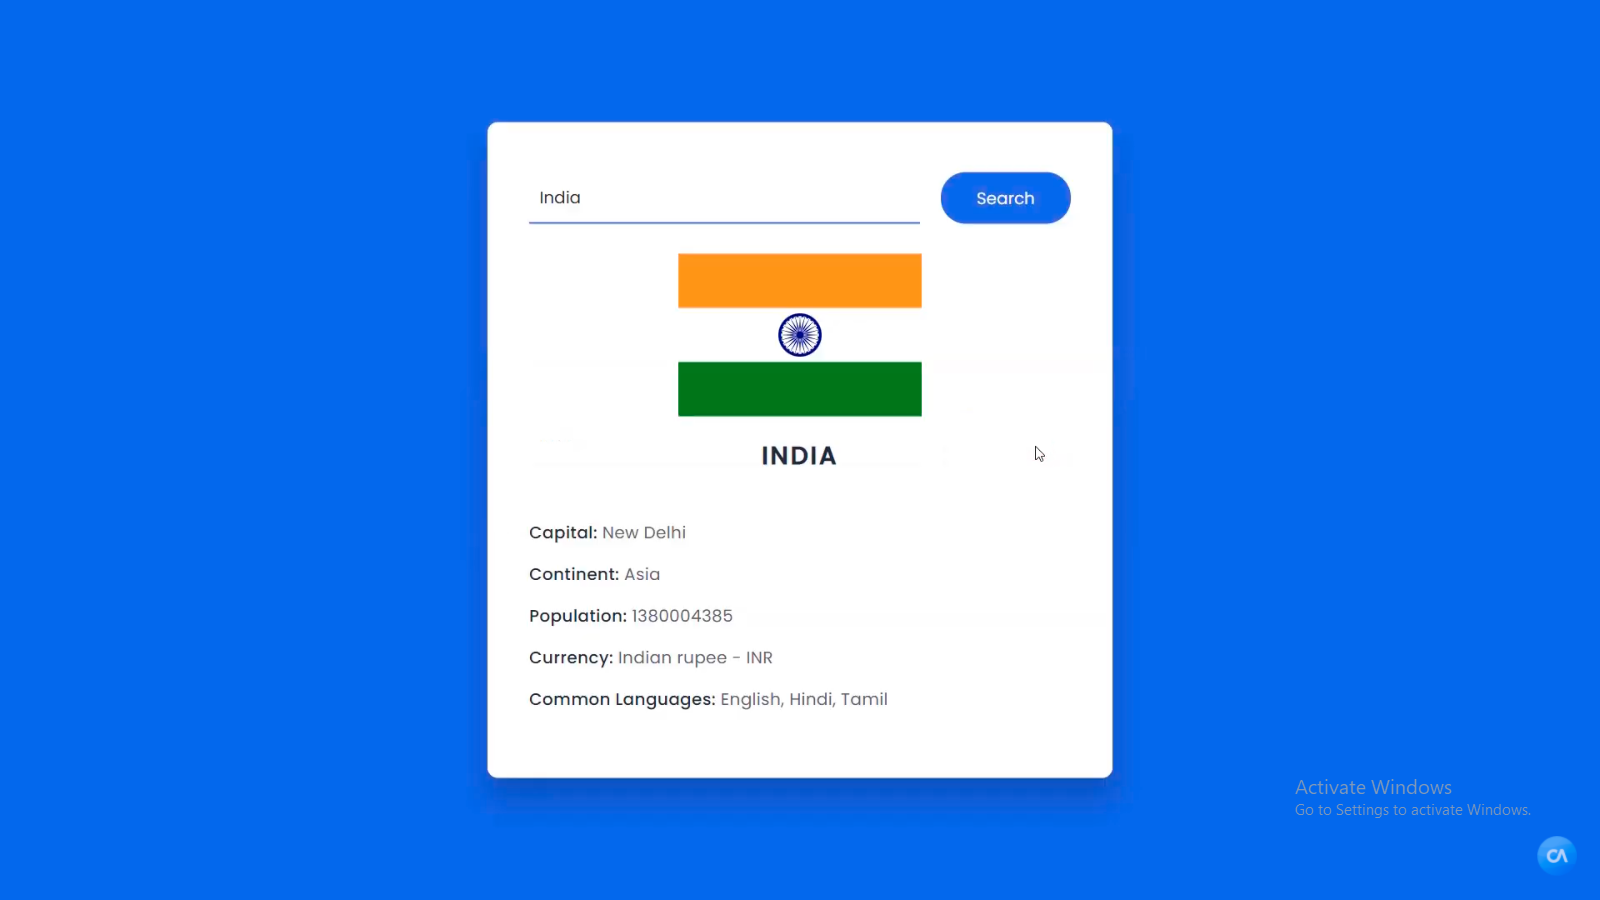 India
Search
INDIA
Capital: New Delhi
Continent: Asia
Population: 1380004385
Currency: Indian rupee - INR
Common Languages: English, Hindi, Tamil
Activate Windows
Go to Settings to activate Windows.
CA